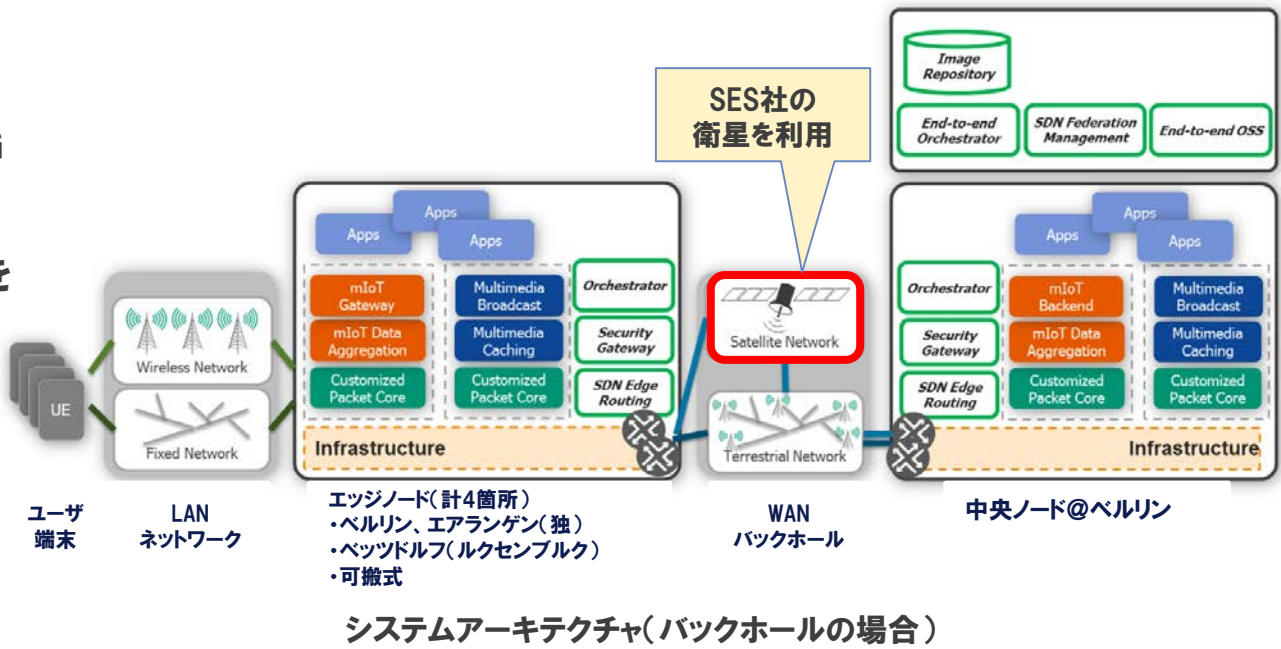 を
SES社の
衛星を利用
Image
Repository
End-to-end
Orchestrator
SDN Federation
Management
End-to-end OSS
UE
Wireless Network
Fixed Network
Apps
Apps
Apps
mIoT
Gateway
mIoT Data
Aggregation
Customized
Packet Core
Multimedia
Broadcast
Multimedia
Caching
Customized
Packet Core
Orchestrator
Security
Gateway
SDN Edge
Routing
Infrastructure
Satellite Network
Terrestrial Network
Apps
Apps
Apps
Orchestrator
Security
Gateway
SDN Edge
Routing
mIoT
Backend
mIoT Data
Aggregation
Customized
Packet Core
Multimedia
Broadcast
Multimedia
Caching
Customized
Packet Core
Infrastructure
ユーザ
端末
LAN
ネットワーク
エッジノード（計4箇所）
・ベルリン、エアランゲン（独）
・ベッツドルフ（ルクセンブルク）
・可搬式
WAN
バックホール
中央ノード@ベルリン
システムアーキテクチャ（バックホールの場合）